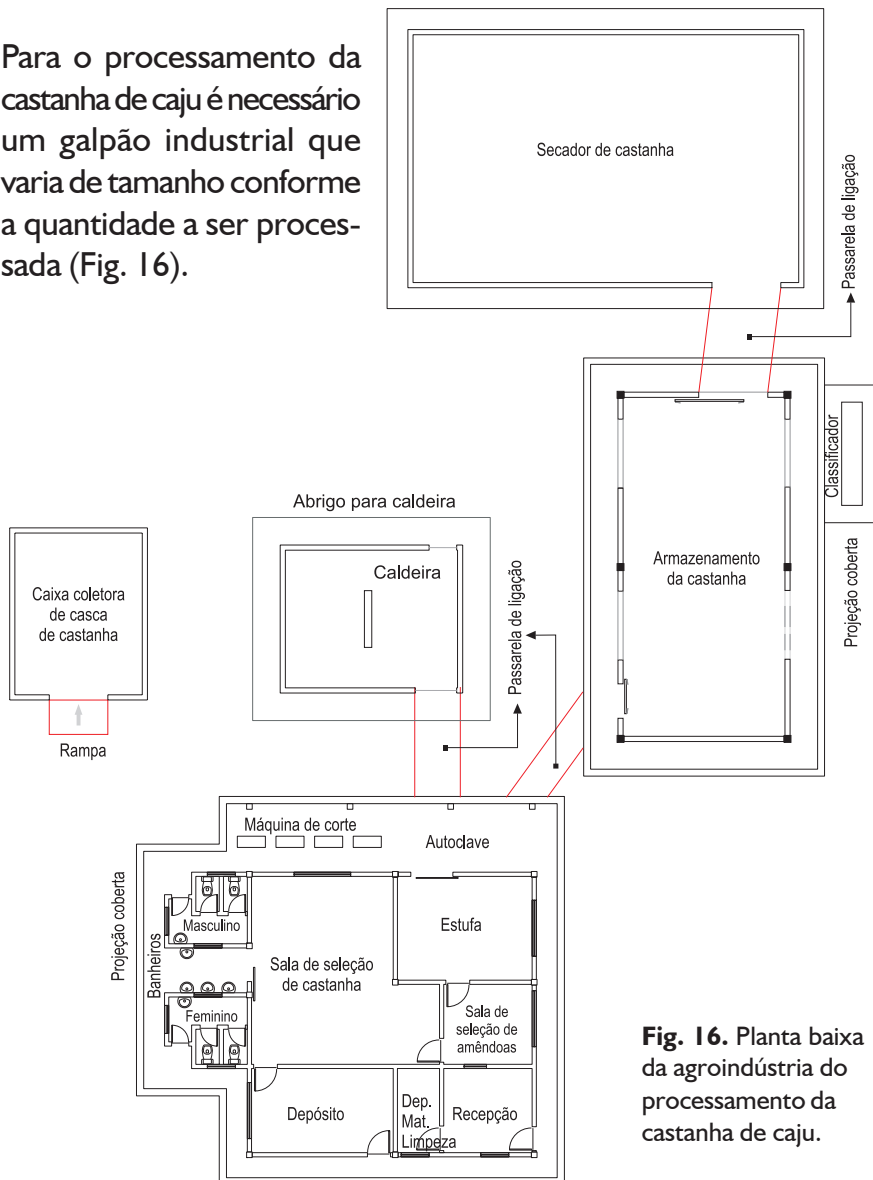 Para o processamento da
castanha de caju é necessário
um galpão industrial que
varia de tamanho conforme
a quantidade a ser proces-
sada (Fig. 16).
Secador de castanha
Passarela de ligação
Classificador
Armazenamento
da castanha
Projeção coberta
Abrigo para caldeira
Caldeira
Passarela de ligação
Caixa coletora
de casca
de castanha
Rampa
Máquina de corte
Autoclave
Projeção coberta
Banheiros
Masculino
Estufa
Sala de seleção
de castanha
Feminino
Sala de
seleção de
amêndoas
Depósito
Dep.
Mat.
Limpeza
Recepção
Fig. 16. Planta baixa
da agroindústria do
processamento da
castanha de caju.